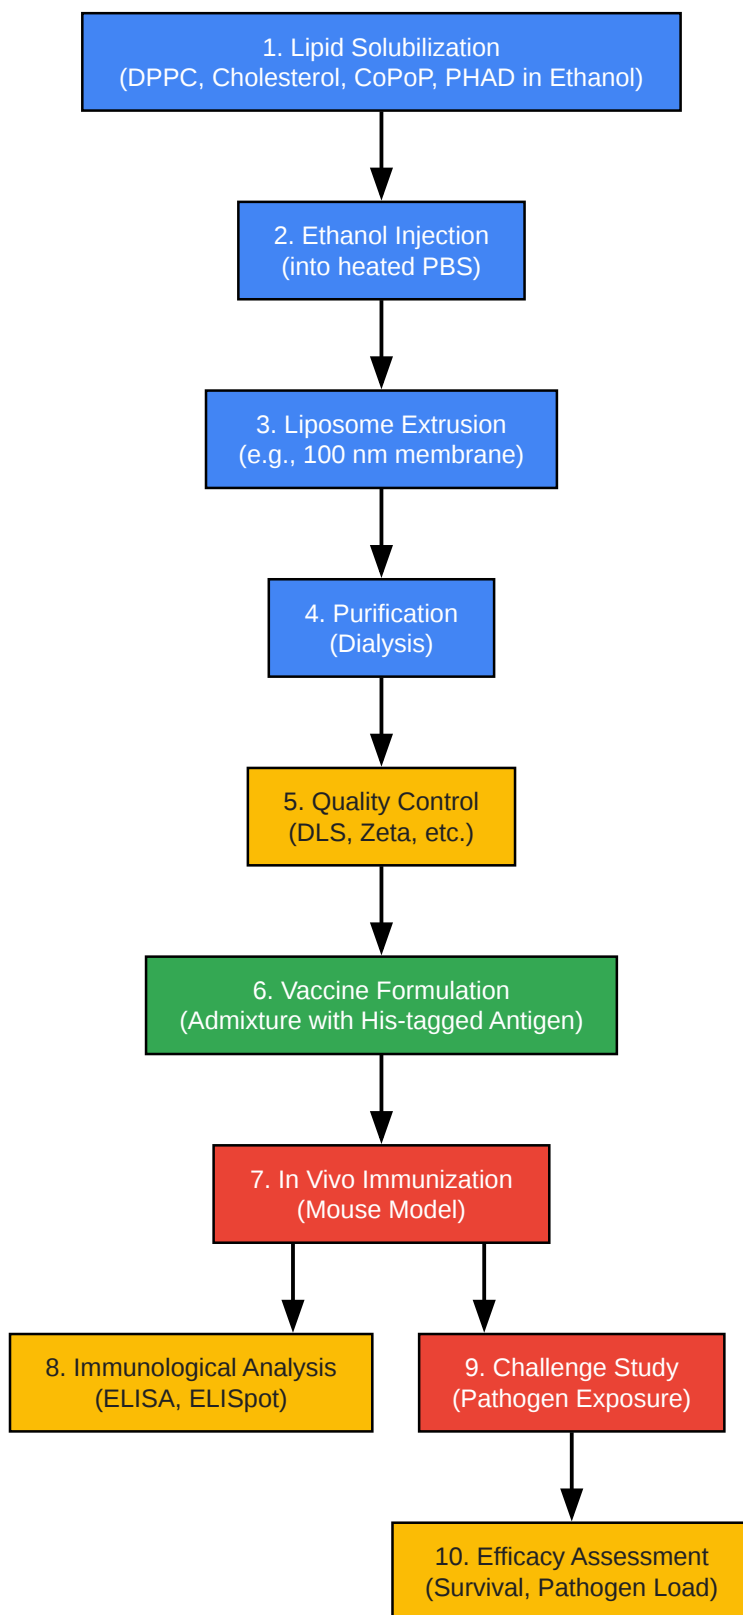 1. Lipid Solubilization
(DPPC, Cholesterol, CoPoP, PHAD in Ethanol)
2. Ethanol Injection
(into heated PBS)
3. Liposome Extrusion
(e.g., 100 nm membrane)
4. Purification
(Dialysis)
5. Quality Control
(DLS, Zeta, etc.)
6. Vaccine Formulation
(Admixture with His-tagged Antigen)
7. In Vivo Immunization
(Mouse Model)
8. Immunological Analysis
(ELISA, ELISpot)
9. Challenge Study
(Pathogen Exposure)
10. Efficacy Assessment
(Survival, Pathogen Load)